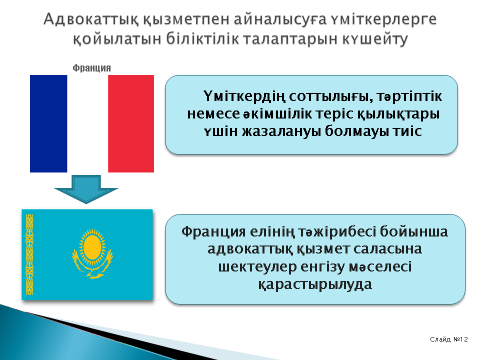 Адвокаттық қызметпен айналысуға үміткерлерге
қойылатын біліктілік талаптарын күшейту
Франция
Үміткердің соттылығы, тәртіптік
немесе әкімшілік теріс қылықтары
үшін жазалануы болмауы тиіс
Франция елінің тәжірибесі бойынша
адвокаттық қызмет саласына
шектеулер енгізу мәселесі
қарастырылуда
Слайд №12